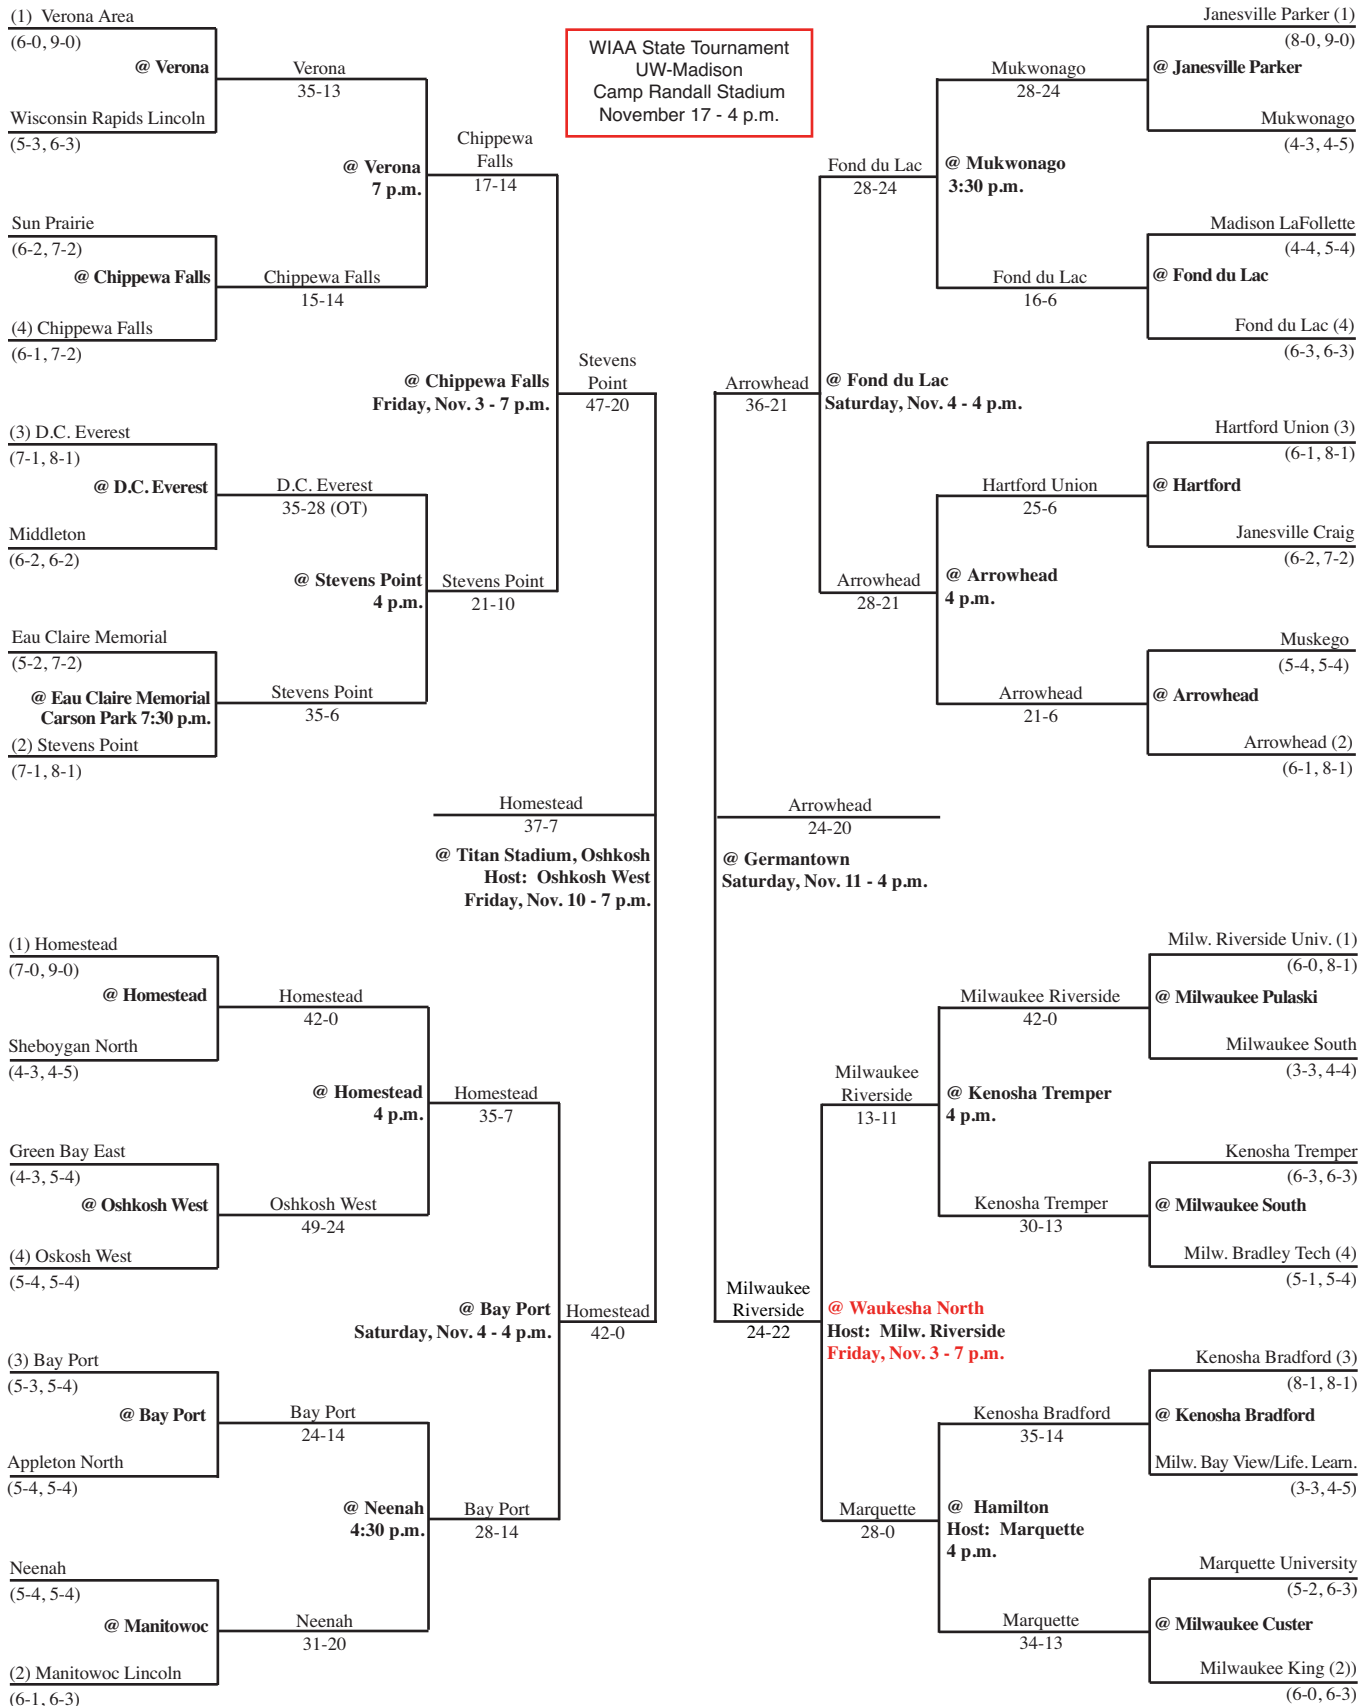 WIAA State Tournament
UW-Madison
Camp Randall Stadium
November 17 - 4 p.m.
(1) Verona Area
(6-0, 9-0)
@ Verona
Wisconsin Rapids Lincoln
(5-3, 6-3)
Verona
35-13
@ Verona
7 p.m.
Sun Prairie
(6-2, 7-2)
@ Chippewa Falls
(4) Chippewa Falls
(6-1, 7-2)
Chippewa Falls
15-14
Chippewa
Falls
17-14
@ Chippewa Falls
Friday, Nov. 3 - 7 p.m.
(3) D.C. Everest
(7-1, 8-1)
@ D.C. Everest
Middleton
(6-2, 6-2)
D.C. Everest
35-28 (OT)
@ Stevens Point
4 p.m.
Eau Claire Memorial
(5-2, 7-2)
@ Eau Claire Memorial
Carson Park 7:30 p.m.
(2) Stevens Point
(7-1, 8-1)
Stevens Point
35-6
Stevens Point
21-10
Stevens
Point
47-20
Homestead
37-7
@ Titan Stadium, Oshkosh
Host: Oshkosh West
Friday, Nov. 10 - 7 p.m.
(1) Homestead
(7-0, 9-0)
@ Homestead
Sheboygan North
(4-3, 4-5)
Homestead
42-0
@ Homestead
4 p.m.
Green Bay East
(4-3, 5-4)
@ Oshkosh West
(4) Oskosh West
(5-4, 5-4)
Oshkosh West
49-24
Homestead
35-7
@ Bay Port
Saturday, Nov. 4 - 4 p.m.
Homestead
42-0
(3) Bay Port
(5-3, 5-4)
@ Bay Port
Appleton North
(5-4, 5-4)
Bay Port
24-14
@ Neenah
4:30 p.m.
Bay Port
28-14
Neenah
(5-4, 5-4)
@ Manitowoc
(2) Manitowoc Lincoln
(6-1, 6-3)
Neenah
31-20
Janesville Parker (1)
(8-0, 9-0)
@ Janesville Parker
Mukwonago
(4-3, 4-5)
Mukwonago
28-24
@ Mukwonago
3:30 p.m.
Madison LaFollette
(4-4, 5-4)
@ Fond du Lac
Fond du Lac (4)
(6-3, 6-3)
Fond du Lac
16-6
Fond du Lac
28-24
@ Fond du Lac
Saturday, Nov. 4 - 4 p.m.
Arrowhead
36-21
Hartford Union (3)
(6-1, 8-1)
@ Hartford
Janesville Craig
(6-2, 7-2)
Hartford Union
25-6
@ Arrowhead
4 p.m.
Arrowhead
28-21
Muskego
(5-4, 5-4)
@ Arrowhead
Arrowhead (2)
(6-1, 8-1)
Arrowhead
21-6
Arrowhead
24-20
@ Germantown
Saturday, Nov. 11 - 4 p.m.
Milw. Riverside Univ. (1)
(6-0, 8-1)
@ Milwaukee Pulaski
Milwaukee South
(3-3, 4-4)
Milwaukee Riverside
42-0
@ Kenosha Tremper
4 p.m.
Milwaukee
Riverside
13-11
Kenosha Tremper
(6-3, 6-3)
@ Milwaukee South
Milw. Bradley Tech (4)
(5-1, 5-4)
Kenosha Tremper
30-13
Milwaukee
Riverside
24-22
@ Waukesha North
Host: Milw. Riverside
Friday, Nov. 3 - 7 p.m.
Kenosha Bradford (3)
(8-1, 8-1)
@ Kenosha Bradford
Milw. Bay View/Life. Learn.
(3-3, 4-5)
Kenosha Bradford
35-14
@ Hamilton
Host: Marquette
4 p.m.
Marquette
28-0
Marquette University
(5-2, 6-3)
@ Milwaukee Custer
Milwaukee King (2))
(6-0, 6-3)
Marquette
34-13